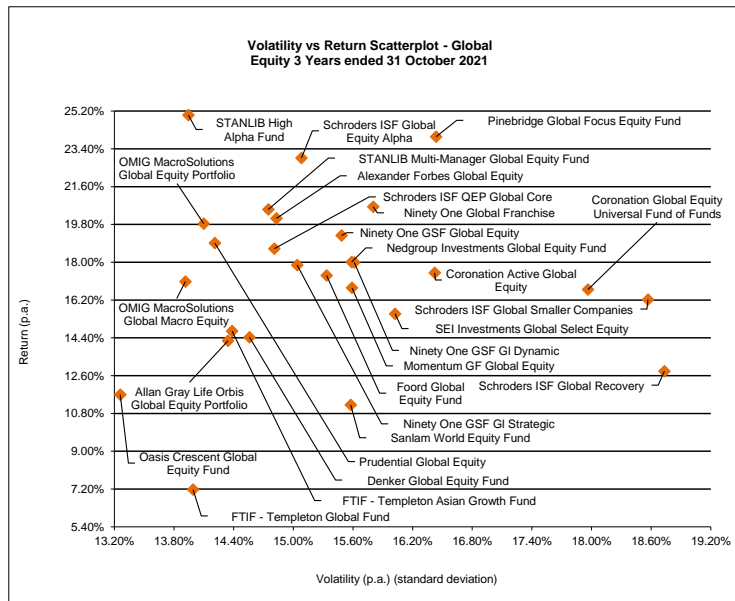 Volatility vs Return Scatterplot - Global
Equity 3 Years ended 31 October 2021
25.20%
23.40%
21.60%
19.80%
18.00%
16.20%
14.40%
12.60%
10.80%
9.00%
7.20%
5.40%
Return (p.a.)
STANLIB High
Alpha Fund
Schroders ISF Global
Equity Alpha
Pinebridge Global Focus Equity Fund
OMIG MacroSolutions
Global Equity Portfolio
STANLIB Multi-Manager Global Equity Fund
Alexander Forbes Global Equity
Schroders ISF QEP Global Core
Ninety One Global Franchise
Coronation Global Equity
Universal Fund of Funds
Ninety One GSF Global Equity
Nedgroup Investments Global Equity Fund
Coronation Active Global
Equity
OMIG MacroSolutions
Global Macro Equity
Schroders ISF Global Smaller Companies
SEI Investments Global Select Equity
Ninety One GSF Gl Dynamic
Momentum GF Global Equity
Allan Gray Life Orbis
Global Equity Portfolio
Foord Global
Equity Fund
Schroders ISF Global Recovery
Ninety One GSF Gl Strategic
Sanlam World Equity Fund
Oasis Crescent Global
Equity Fund
Prudential Global Equity
Denker Global Equity Fund
FTIF - Templeton Asian Growth Fund
FTIF - Templeton Global Fund
13.20%
13.80%
14.40%
15.00%
15.60%
16.20%
16.80%
17.40%
18.00%
18.60%
19.20%
Volatility (p.a.) (standard deviation)